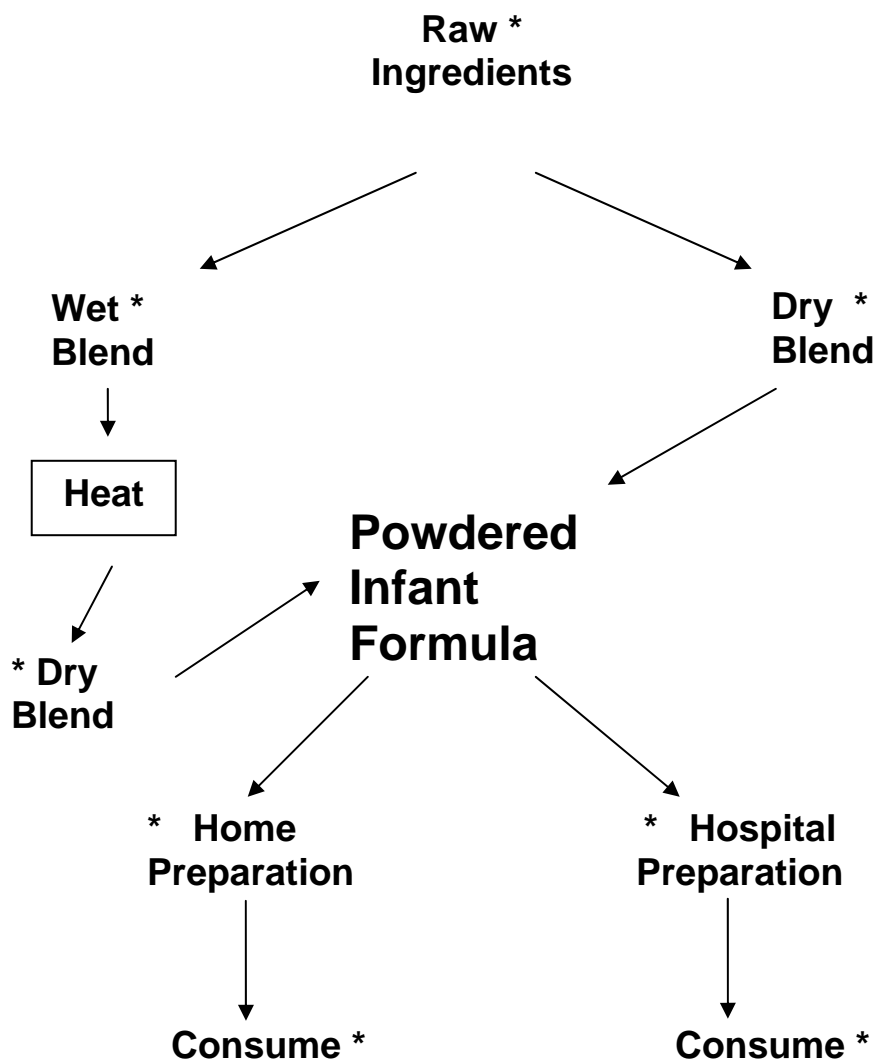 Raw *
Ingredients
Wet *
Blend
Dry *
Blend
Heat
Powdered
Infant
Formula
* Dry
Blend
* Home
Preparation
* Hospital
Preparation
Consume *
Consume *